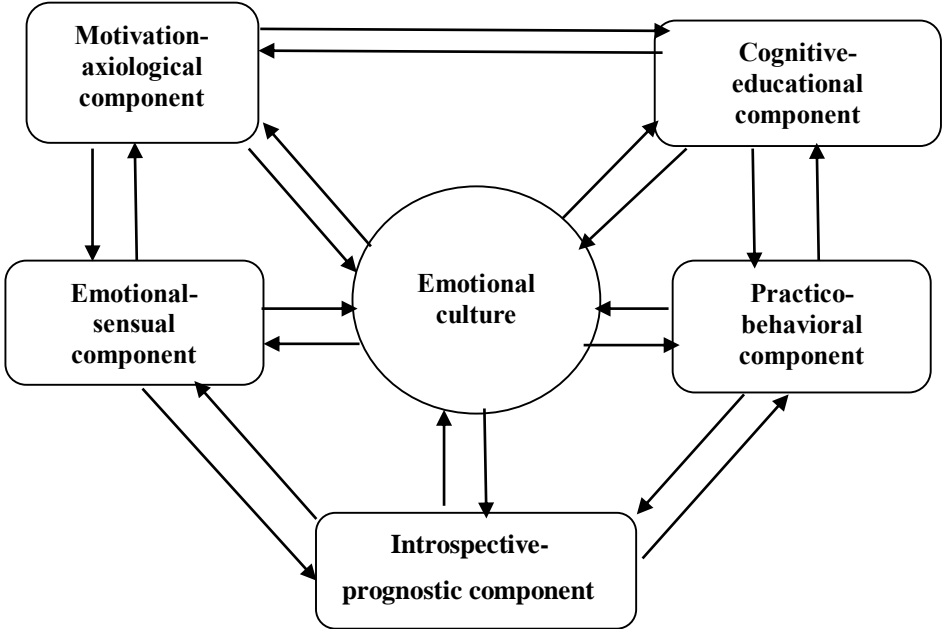 Motivation-
axiological
component
Cognitive-
educational
component
Emotional
culture
Emotional-
sensual
component
Practico-
behavioral
component
Introspective-
prognostic component